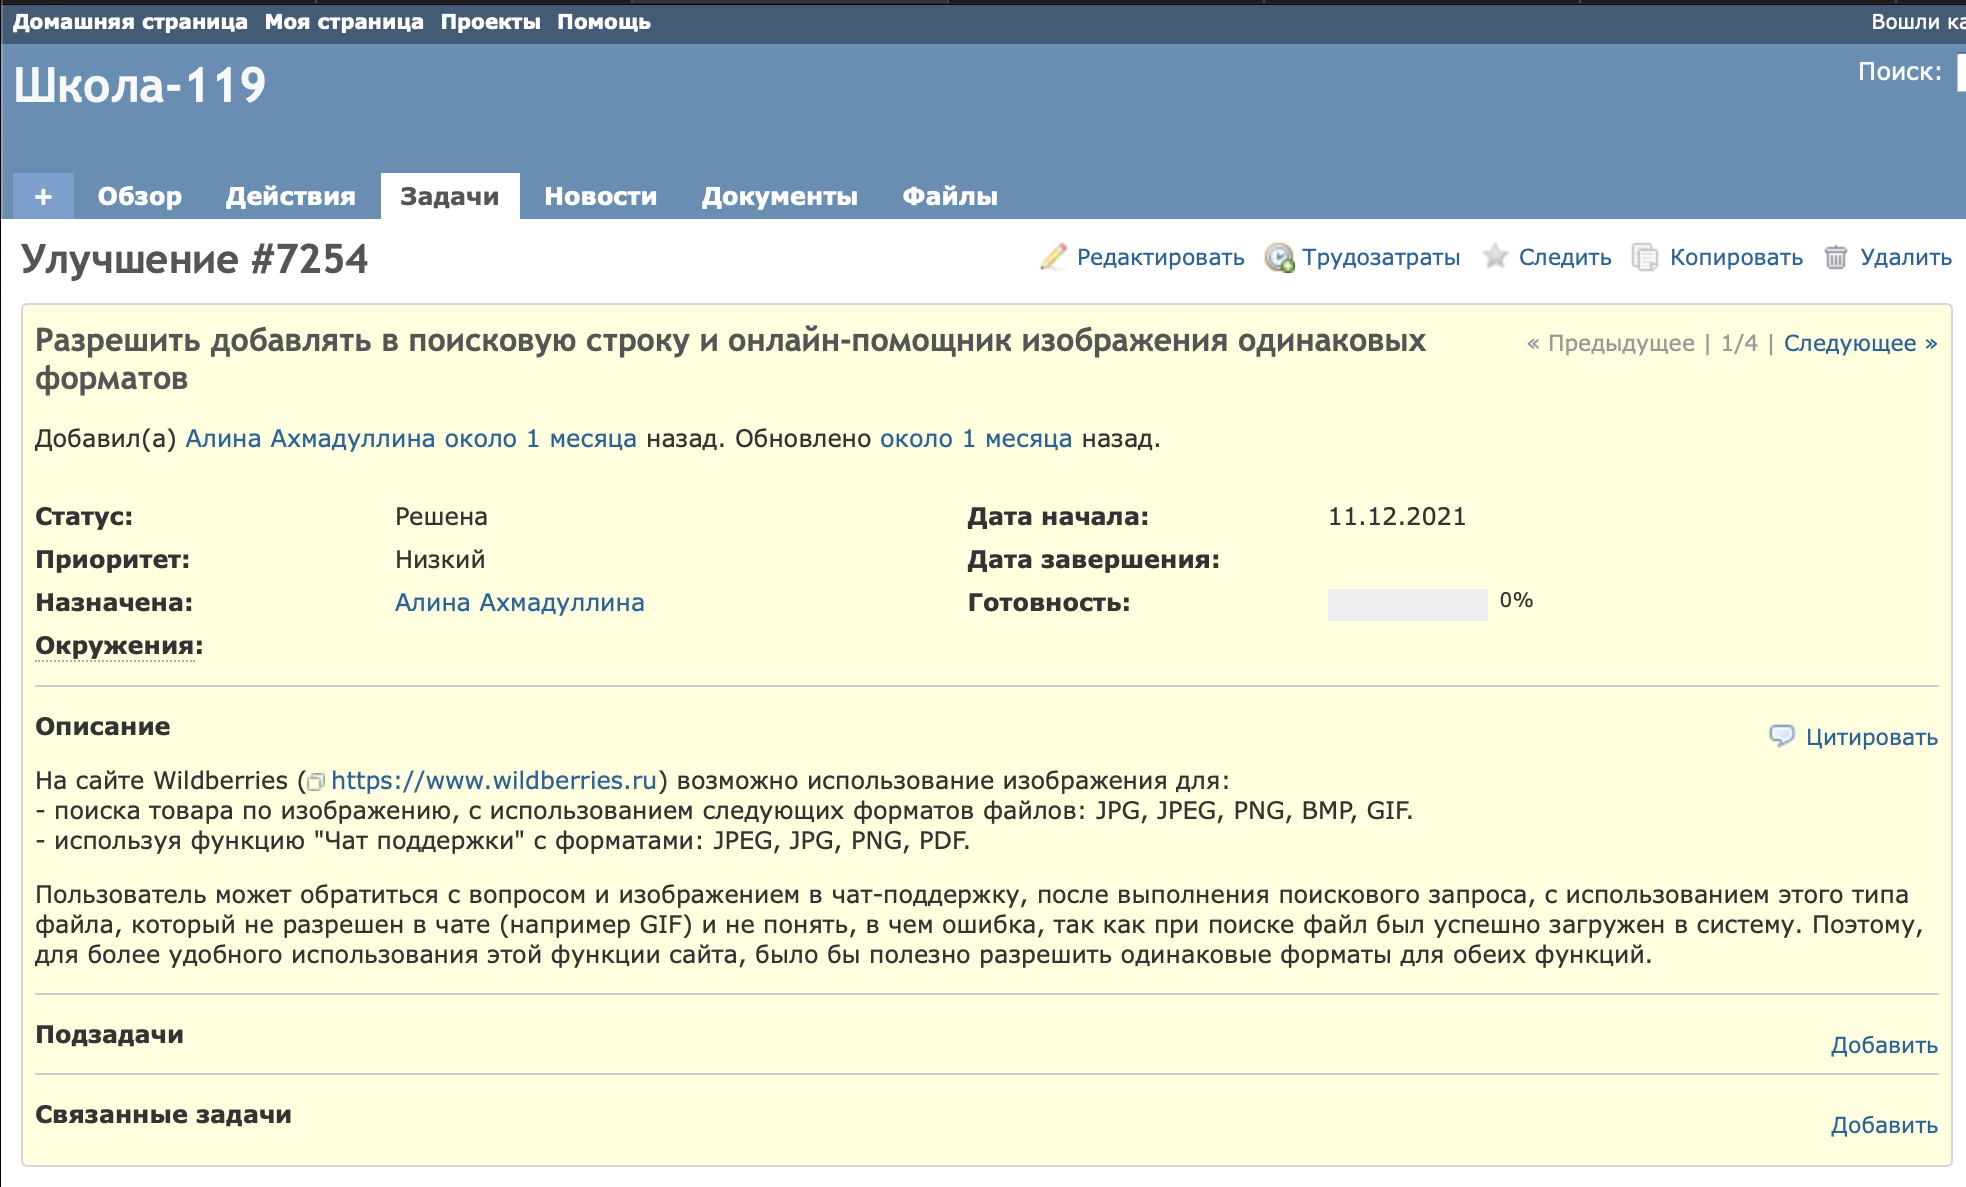 Домашняя страница Моя страница Проекты Помощь
Вошли ка
Школа-119
Поиск:
+ Обзор Действия Задачи Новости Документы Файлы
Улучшение #7254
Редактировать Трудозатраты Следить Копировать Удалить
Разрешить добавлять в поисковую строку и онлайн-помощник изображения одинаковых
форматов
« Предыдущее | 1/4 | Следующее »
Добавил(а) Алина Ахмадуллина около 1 месяца назад. Обновлено около 1 месяца назад.
Статус: Решена Дата начала: 11.12.2021
Приоритет: Низкий Дата завершения:
Назначена: Алина Ахмадуллина Готовность: 0%
Окружения:
Описание
Цитировать
На сайте Wildberries (https://www.wildberries.ru) возможно использование изображения для:
- поиска товара по изображению, с использованием следующих форматов файлов: JPG, JPEG, PNG, BMP, GIF.
- используя функцию "Чат поддержки" с форматами: JPEG, JPG, PNG, PDF.
Пользователь может обратиться с вопросом и изображением в чат-поддержку, после выполнения поискового запроса, с использованием этого типа
файла, который не разрешен в чате (например GIF) и не понять, в чем ошибка, так как при поиске файл был успешно загружен в систему. Поэтому,
для более удобного использования этой функции сайта, было бы полезно разрешить одинаковые форматы для обеих функций.
Подзадачи
Добавить
Связанные задачи
Добавить